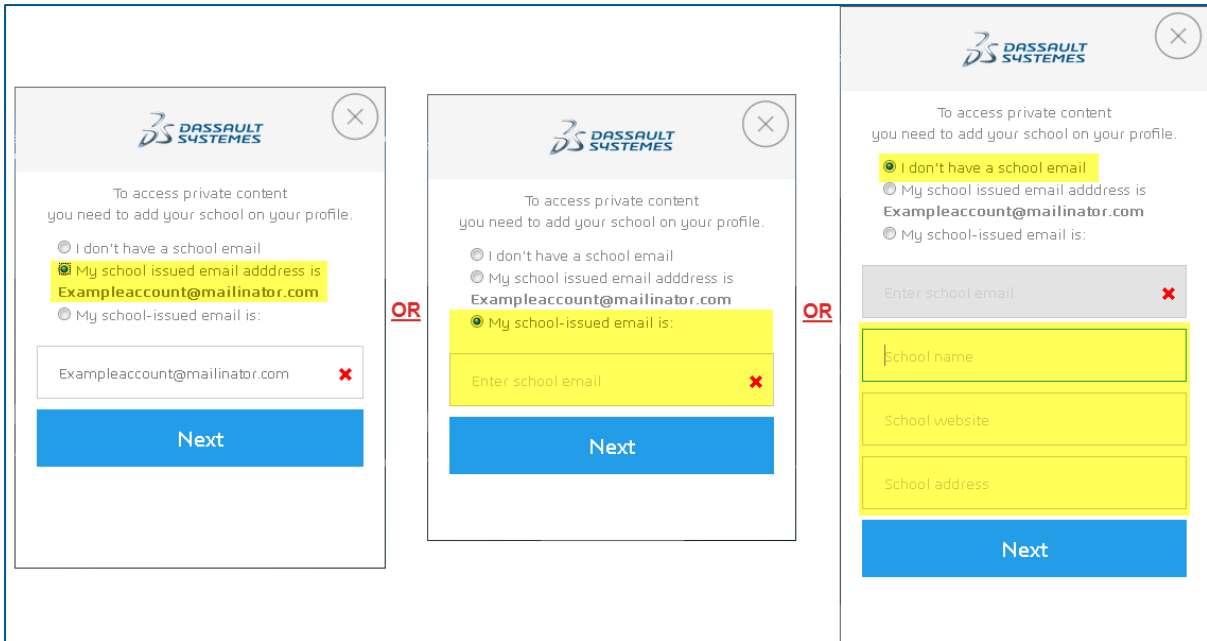 DASSAULT
SYSTEMES
To access private content
you need to add your school on your profile.
I don't have a school email
My school issued email adddress is
Exampleaccount@mailinator.com
My school-issued email is:
Exampleaccount@mailinator.com
Next
OR
DASSAULT
SYSTEMES
To access private content
you need to add your school on your profile.
I don't have a school email
My school issued email adddress is
Exampleaccount@mailinator.com
My school-issued email is:
Enter school email
Next
OR
DASSAULT
SYSTEMES
To access private content
you need to add your school on your profile.
I don't have a school email
My school issued email adddress is
Exampleaccount@mailinator.com
My school-issued email is:
Enter school email
School name
School website
School address
Next